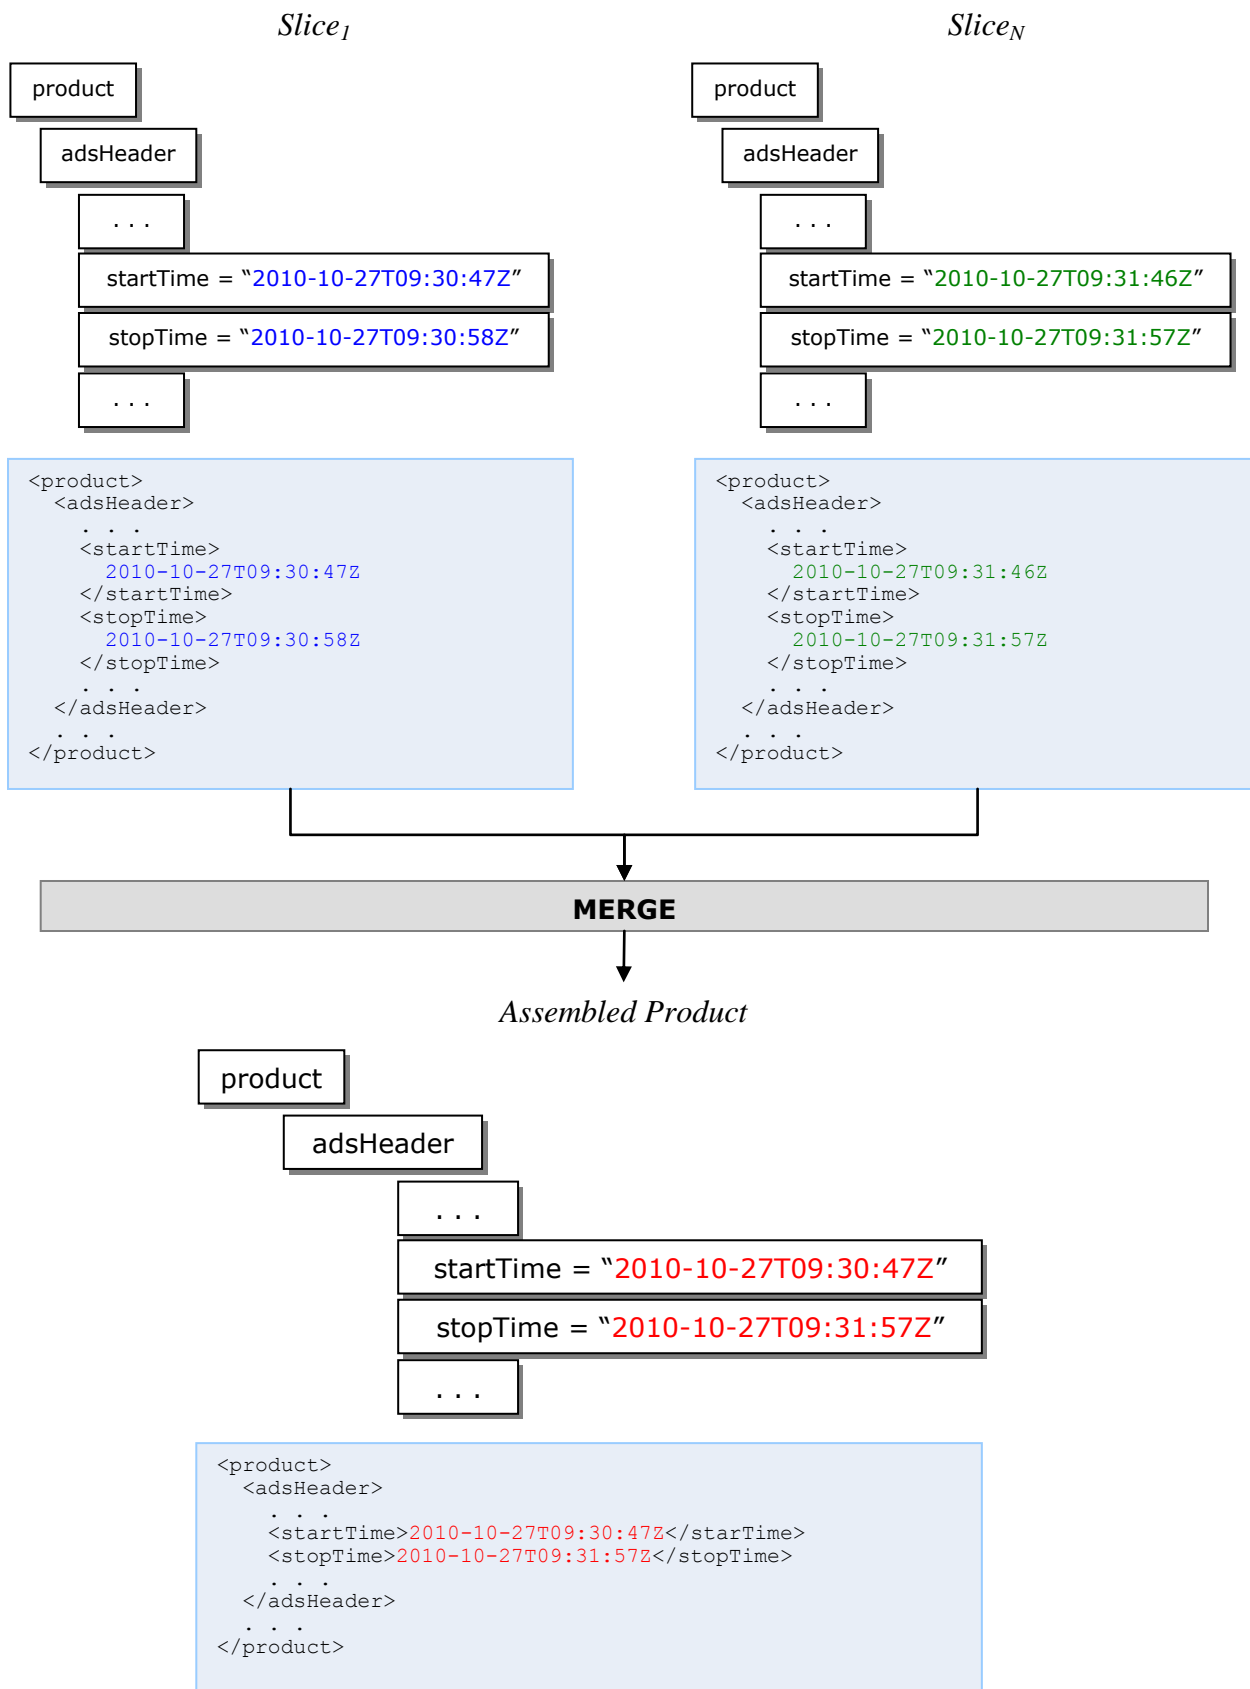 Slice1
product
adsHeader
. . .
startTime = “2010-10-27T09:30:47Z”
stopTime = “2010-10-27T09:30:58Z”
. . .
<product>
  <adsHeader>
    . . .
    <startTime>
      2010-10-27T09:30:47Z
    </startTime>
    <stopTime>
      2010-10-27T09:30:58Z
    </stopTime>
    . . .
  </adsHeader>
  . . .
</product>
SliceN
product
adsHeader
. . .
startTime = “2010-10-27T09:31:46Z”
stopTime = “2010-10-27T09:31:57Z”
. . .
<product>
  <adsHeader>
    . . .
    <startTime>
      2010-10-27T09:31:46Z
    </startTime>
    <stopTime>
      2010-10-27T09:31:57Z
    </stopTime>
    . . .
  </adsHeader>
  . . .
</product>
MERGE
Assembled Product
product
adsHeader
. . .
startTime = “2010-10-27T09:30:47Z”
stopTime = “2010-10-27T09:31:57Z”
. . .
<product>
  <adsHeader>
    . . .
    <startTime>2010-10-27T09:30:47Z</starTime>
    <stopTime>2010-10-27T09:31:57Z</stopTime>
    . . .
  </adsHeader>
  . . .
</product>